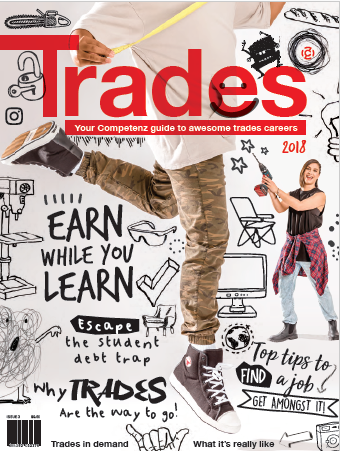 Trades
Your Competenz guide to awesome trades careers
2018
EARN
WHILE YOU
LEARN
Escape
the student
debt trap
Top tips to
FIND a job
GET AMONGST IT!
Why TRADES
Are the way to go!
ISSUE 3
Trades in demand
What it's really like